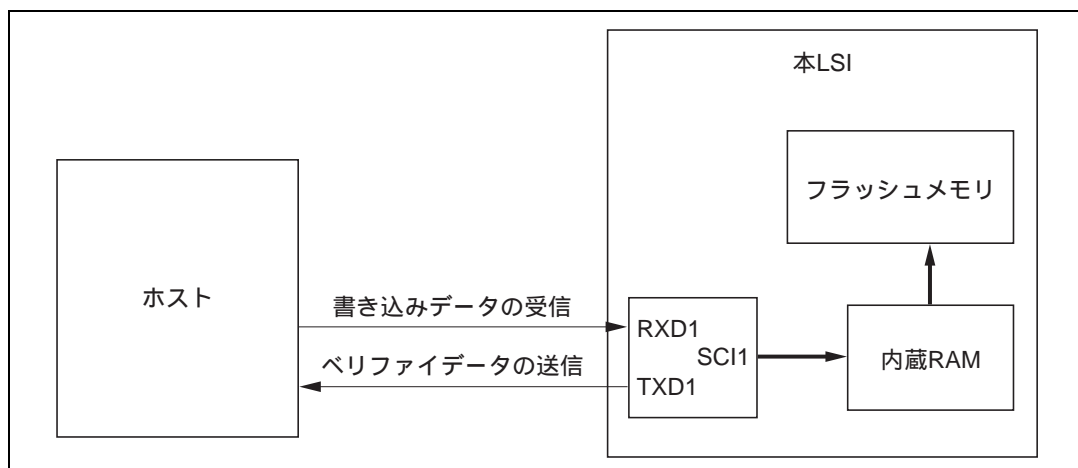 本LSI
フラッシュメモリ
ホスト
書き込みデータの受信
RXD1
SCI1
内蔵RAM
ベリファイデータの送信
TXD1